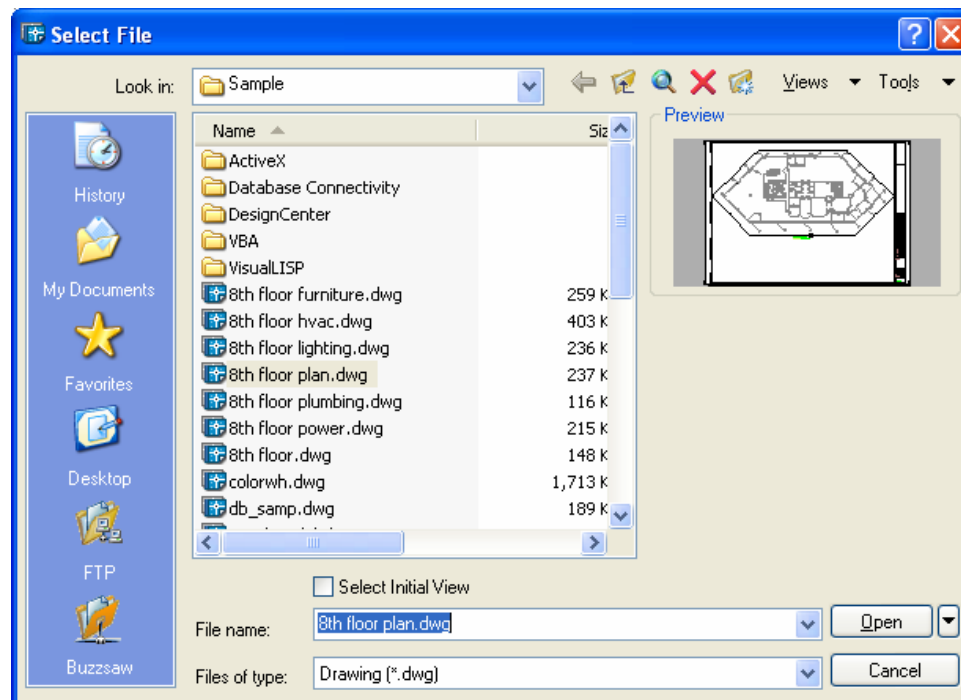 Select File
Look in:
Sample
Views
Tools
History
My Documents
Favorites
Desktop
FTP
Buzzsaw
Name
Siz
ActiveX
Database Connectivity
DesignCenter
VBA
VisualLISP
8th floor furniture.dwg 259 K
8th floor hvac.dwg 403 K
8th floor lighting.dwg 236 K
8th floor plan.dwg 237 K
8th floor plumbing.dwg 116 K
8th floor power.dwg 215 K
8th floor.dwg 148 K
colorwh.dwg 1,713 K
db_samp.dwg 189 K
Preview
Select Initial View
File name:
8th floor plan.dwg
Open
Files of type:
Drawing (*.dwg)
Cancel